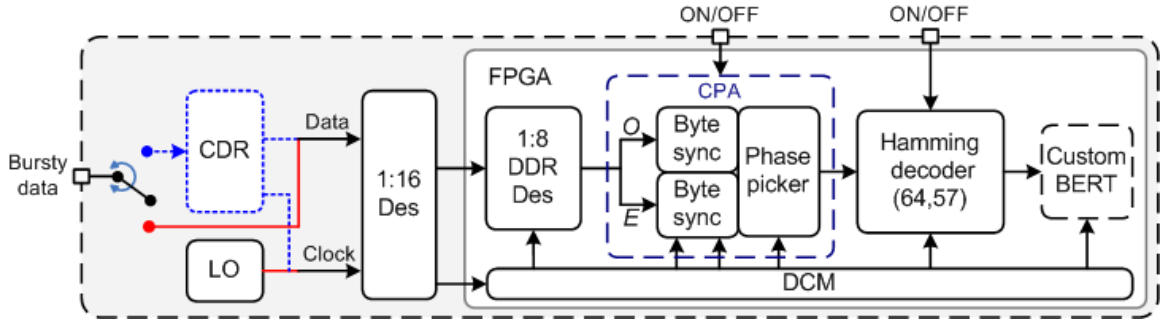 ON/OFF
ON/OFF
FPGA
CPA
CDR
Data
1:16
Des
1:8
DDR
Des
O
E
Byte
sync
Byte
sync
Phase
picker
Hamming
decoder
(64,57)
Custom
BERT
Bursty
data
LO
Clock
DCM